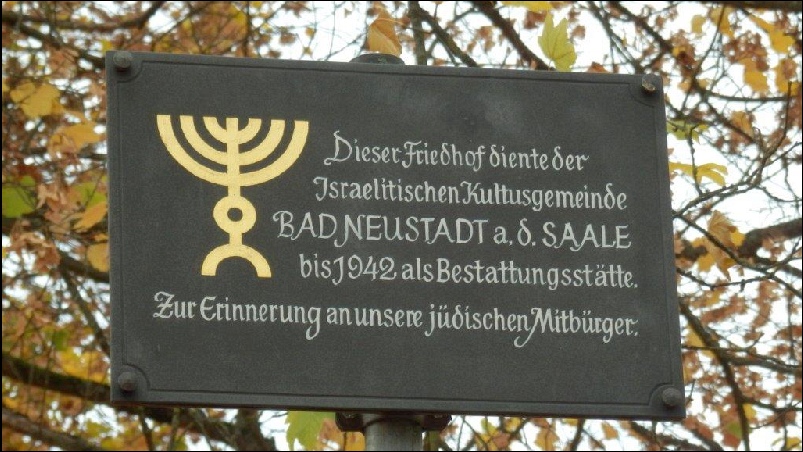 Dieser Friedhof diente der
Israelitischen Kultusgemeinde
BAD NEUSTADT a. d. SAALE
bis 1942 als Bestattungsstätte.
Zur Erinnerung an unsere jüdischen Mitbürger.